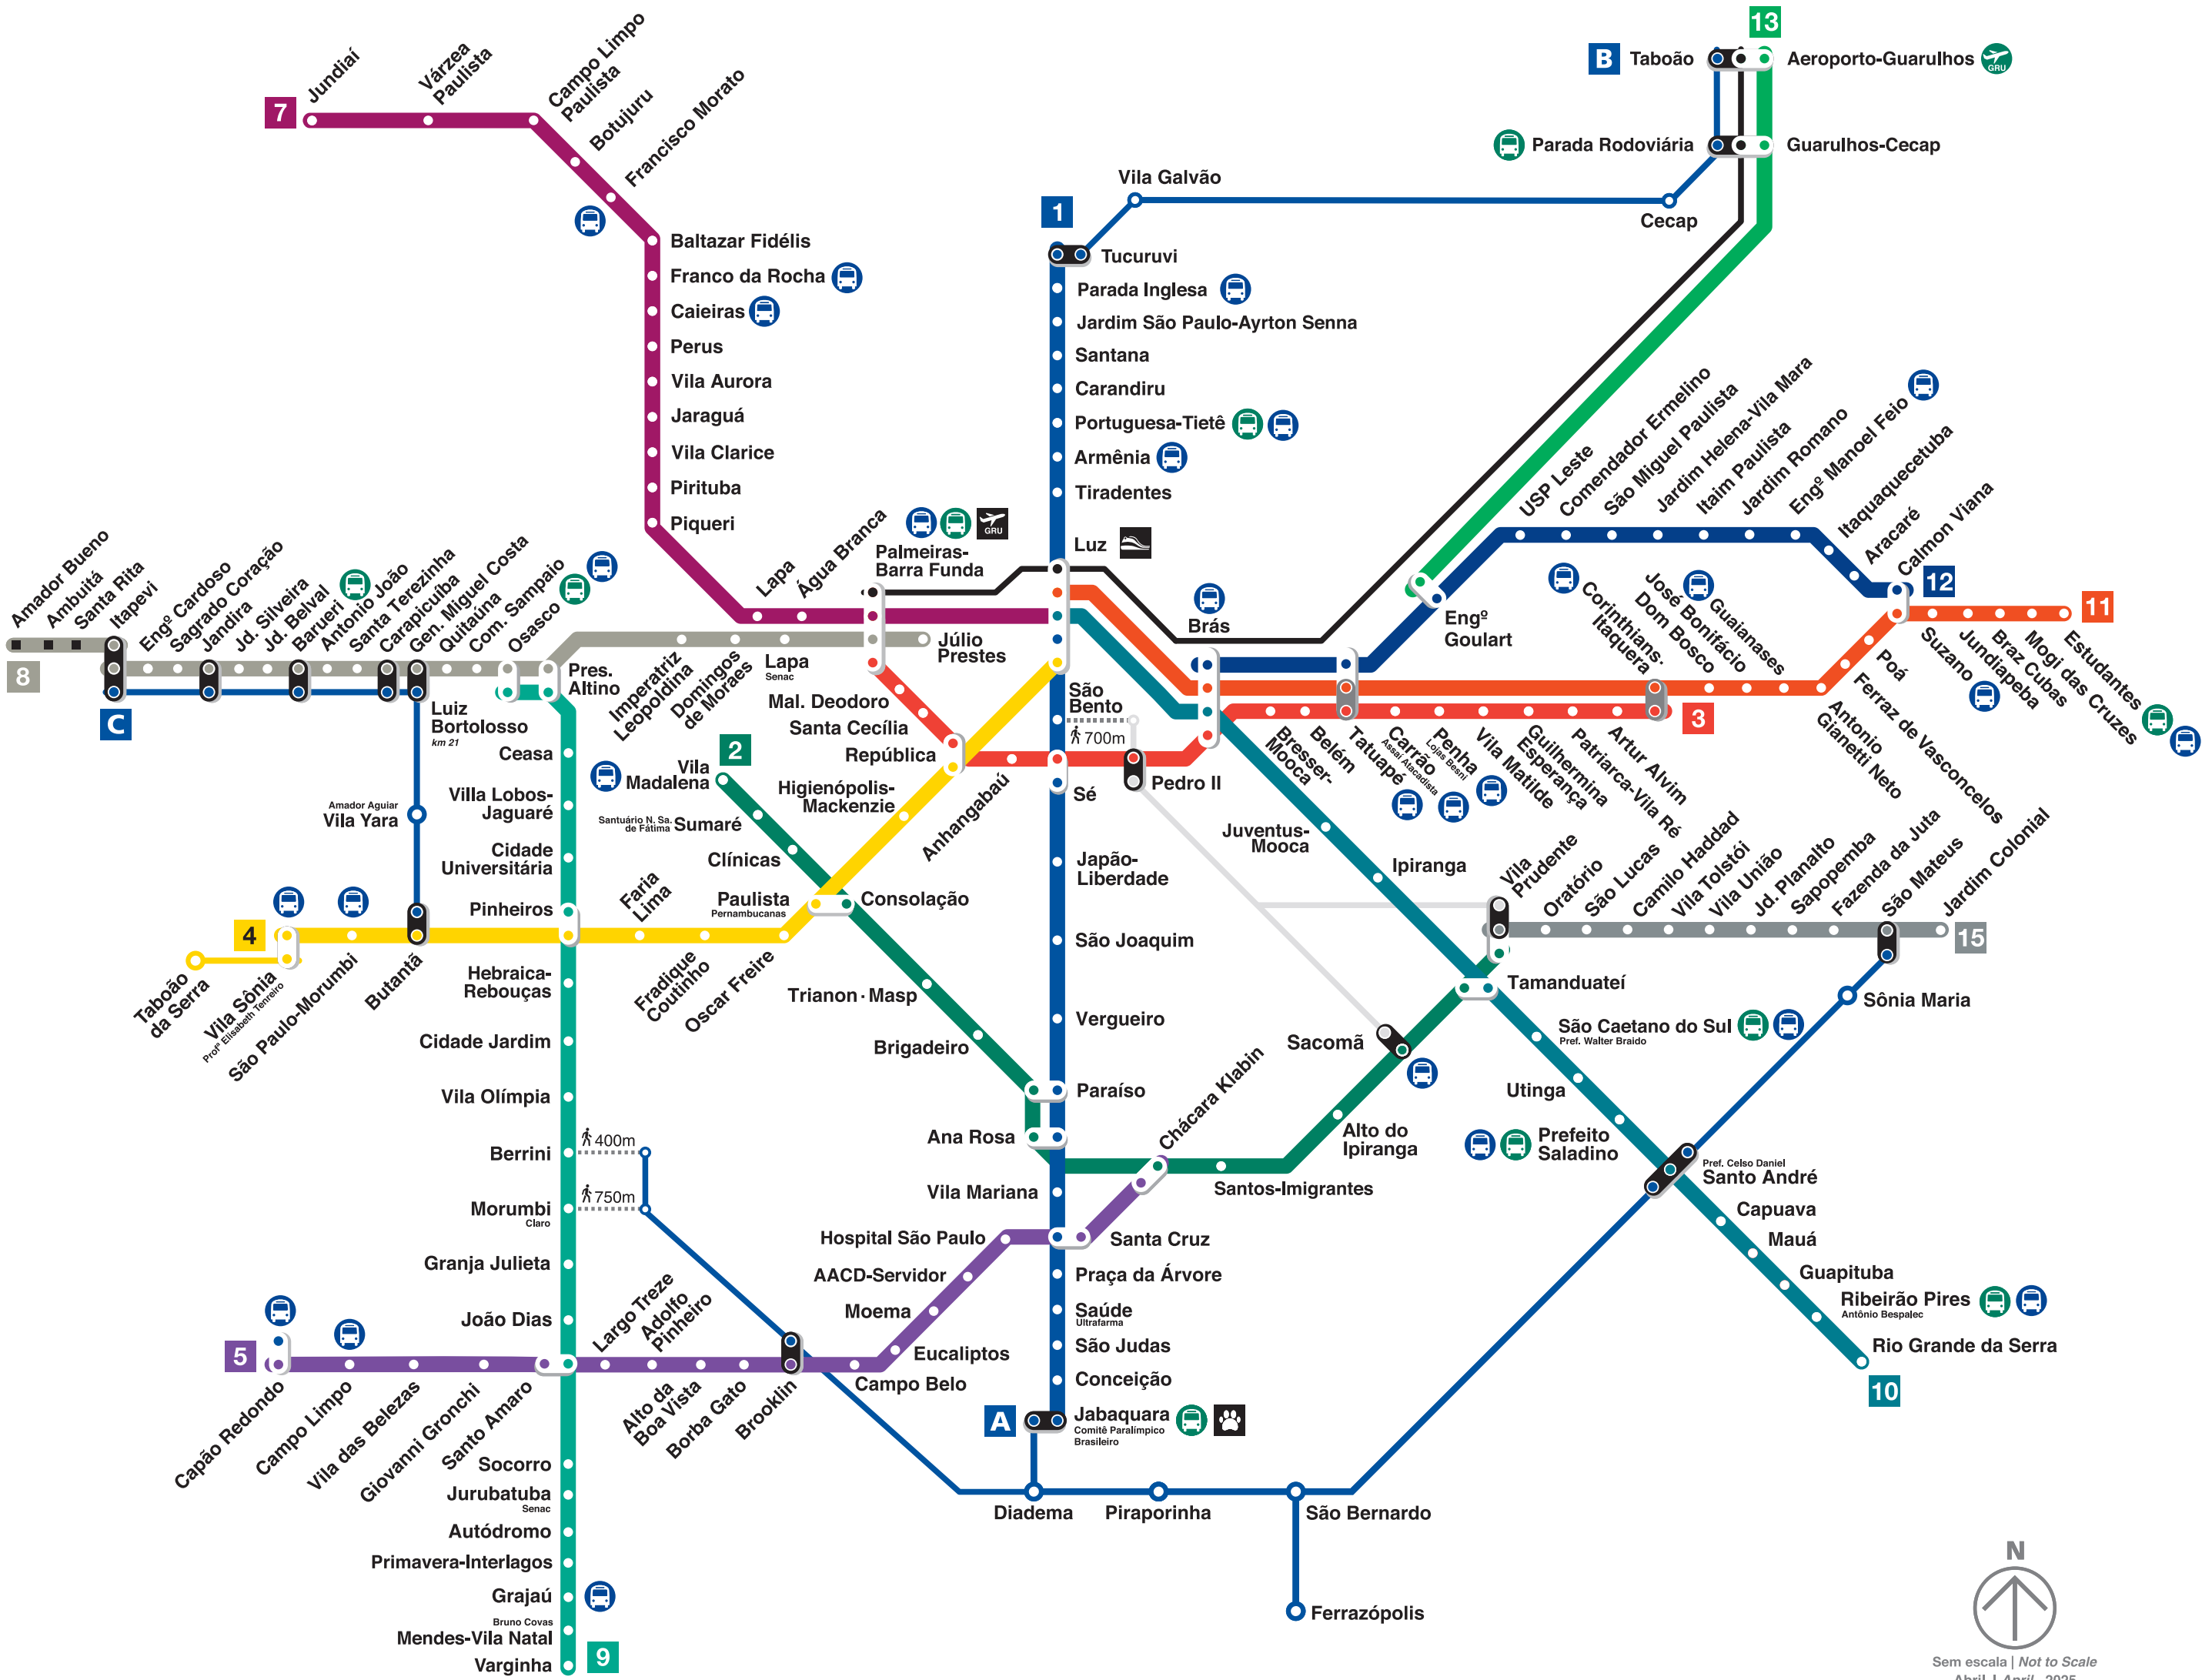 13
B
Taboão
Aeroporto-Guarulhos
GRU
Parada Rodoviária
Guarulhos-Cecap
Vila Galvão
Cecap
7
Jundiaí
Várzea
Paulista
Campo Limpo
Paulista
Botujuru
Francisco Morato
Baltazar Fidélis
Franco da Rocha
Caieiras
Perus
Vila Aurora
Jaraguá
Vila Clarice
Pirituba
Piqueri
Lapa
Água Branca
Palmeiras-
Barra Funda
GRU
1
Tucuruvi
Parada Inglesa
Jardim São Paulo-Ayrton Senna
Santana
Carandiru
Portuguesa-Tietê
Armênia
Tiradentes
Luz
São
Bento
700m
Brás
Engº
Goulart
USP Leste
Comendador Ermelino
São Miguel Paulista
Jardim Helena-Vila Mara
Itaim Paulista
Jardim Romano
Engº Manoel Feio
Itaquaquecetuba
Aracaré
Calmon Viana
12
11
Amador Bueno
Ambuitá
Santa Rita
Itapevi
Engº Cardoso
Sagrado Coração
Jandira
Jd. Silveira
Jd. Belval
Barueri
Antonio João
Santa Terezinha
Carapicuíba
Gen. Miguel Costa
Quitaúna
Com. Sampaio
Osasco
8
C
Pres.
Altino
Imperatriz
Leopoldina
Domingos
de Moraes
Lapa
Senac
Júlio
Prestes
Luiz
Bortolosso
km 21
Amador Aguiar
Vila Yara
Mal. Deodoro
Santa Cecília
República
Anhangabaú
Sé
Pedro II
Bresser-
Mooca
Belém
Tatuapé
Carrão
Assaí Atacadista
Penha
Lojas Besni
Vila Matilde
Guilhermina
Esperança
Patriarca-Vila Ré
Artur Alvim
Corinthians-
Itaquera
3
Dom Bosco
José Bonifácio
Guaianases
Antonio
Gianetti Neto
Ferraz de Vasconcelos
Poá
Suzano
Jundiapeba
Braz Cubas
Mogi das Cruzes
Estudantes
Ceasa
Villa Lobos-
Jaguaré
Cidade
Universitária
Pinheiros
Hebraica-
Rebouças
Cidade Jardim
Vila Olímpia
Berrini
400m
Morumbi
Claro
750m
Granja Julieta
João Dias
Socorro
Jurubatuba
Senac
Autódromo
Primavera-Interlagos
Grajaú
Bruno Covas
Mendes-Vila Natal
Varginha
9
2
Vila
Madalena
Santuário N. Sa.
de Fátima
Sumaré
Clínicas
Consolação
Trianon · Masp
Brigadeiro
Paraíso
Ana Rosa
Chácara Klabin
Santos-Imigrantes
Alto do
Ipiranga
Sacomã
Tamanduateí
Vila
Prudente
4
Taboão
da Serra
Vila Sônia
Profª Elisabeth Tenreiro
São Paulo-Morumbi
Butantã
Faria
Lima
Fradique
Coutinho
Oscar Freire
Paulista
Pernambucanas
Higienópolis-
Mackenzie
Japão-
Liberdade
São Joaquim
Vergueiro
Vila Mariana
Santa Cruz
Praça da Árvore
Saúde
Ultrafarma
São Judas
Conceição
A
Jabaquara
Comitê Paralímpico
Brasileiro
Juventus-
Mooca
Ipiranga
São Caetano do Sul
Pref. Walter Braido
Utinga
Prefeito
Saladino
Pref. Celso Daniel
Santo André
Capuava
Mauá
Guapituba
Ribeirão Pires
Antônio Bespalec
Rio Grande da Serra
10
Oratório
São Lucas
Camilo Haddad
Vila Tolstói
Vila União
Jd. Planalto
Sapopemba
Fazenda da Juta
São Mateus
Jardim Colonial
15
Sônia Maria
5
Capão Redondo
Campo Limpo
Vila das Belezas
Giovanni Gronchi
Santo Amaro
Largo Treze
Adolfo
Pinheiro
Alto da
Boa Vista
Borba Gato
Brooklin
Campo Belo
Eucaliptos
Moema
AACD-Servidor
Hospital São Paulo
Diadema
Piraporinha
São Bernardo
Ferrazópolis
N
Sem escala | Not to Scale
Abril | April - 2025